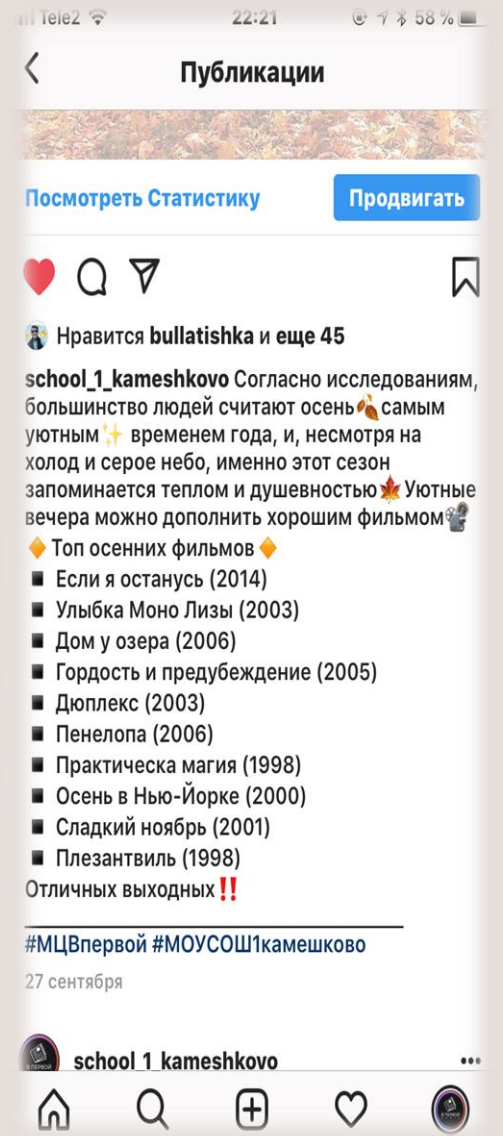 Tele2 22:21 58 %
Публикации
Посмотреть Статистику Продвигать
Нравится bullatishka и еще 45
school_1_kameshkovo Согласно исследованиям,
большинство людей считают осень🍂самым
уютным✨ временем года, и, несмотря на
холод и серое небо, именно этот сезон
запоминается теплом и душевностью🍁Уютные
вечера можно дополнить хорошим фильмом📽
🔸Топ осенних фильмов🔸
▪️ Если я останусь (2014)
▪️ Улыбка Моно Лизы (2003)
▪️ Дом у озера (2006)
▪️ Гордость и предубеждение (2005)
▪️ Дюплекс (2003)
▪️ Пенелопа (2006)
▪️ Практическа магия (1998)
▪️ Осень в Нью-Йорке (2000)
▪️ Сладкий ноябрь (2001)
▪️ Плезантвиль (1998)
Отличных выходных‼️
#МЦВпервой #МОУСОШ1камешково
27 сентября
school_1_kameshkovo